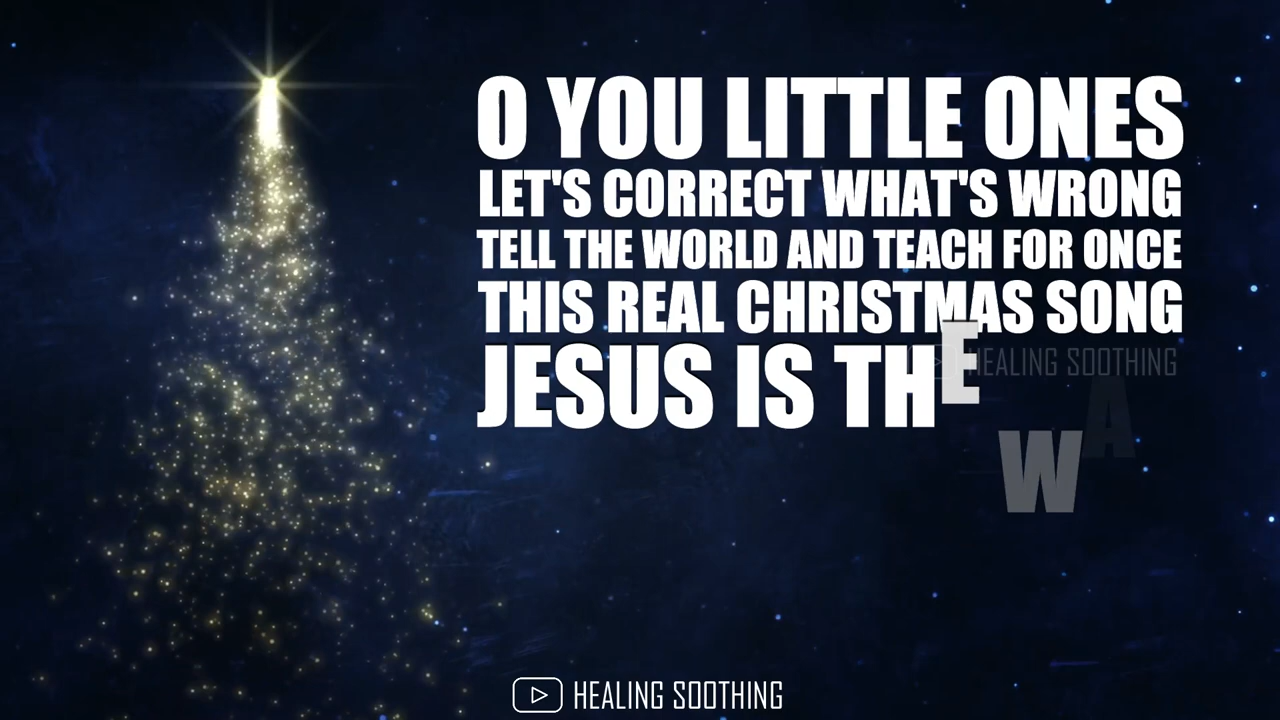 O YOU LITTLE ONES
LET'S CORRECT WHAT'S WRONG
TELL THE WORLD AND TEACH FOR ONCE
THIS REAL CHRISTMAS SONG
JESUS IS THE WA
HEALING SOOTHING
HEALING SOOTHING